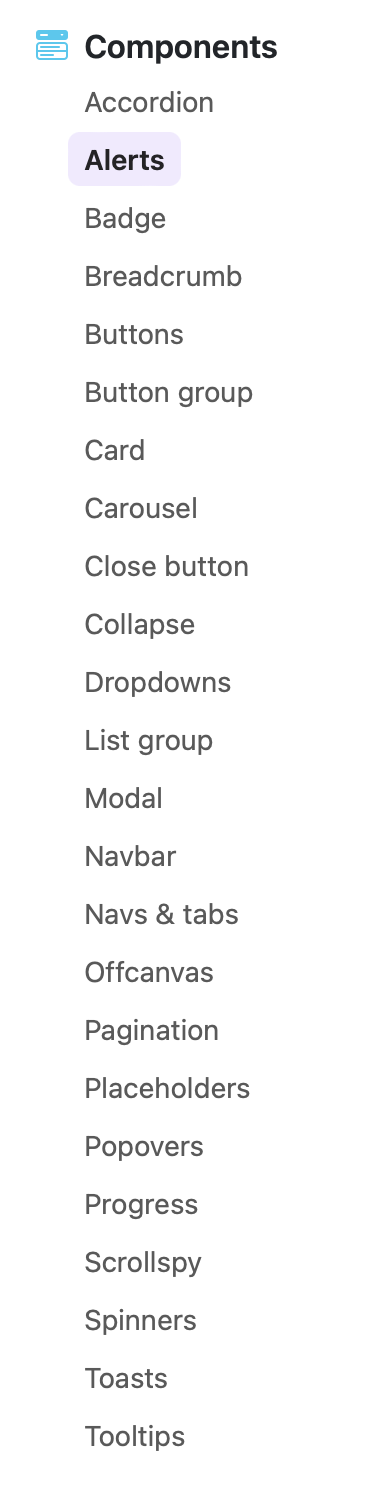 Components
Accordion
Alerts
Badge
Breadcrumb
Buttons
Button group
Card
Carousel
Close button
Collapse
Dropdowns
List group
Modal
Navbar
Navs & tabs
Offcanvas
Pagination
Placeholders
Popovers
Progress
Scrollspy
Spinners
Toasts
Tooltips